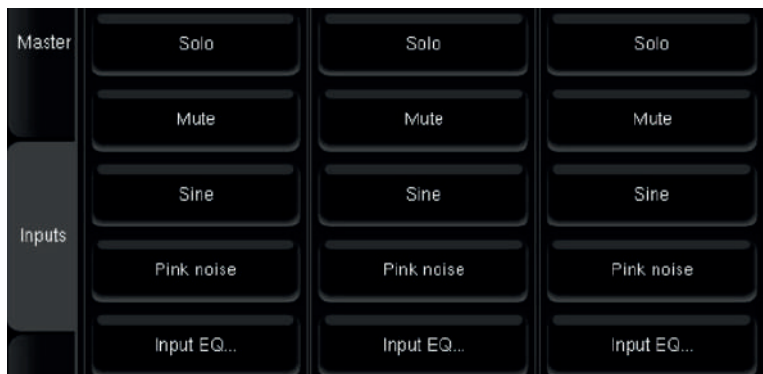 Master Solo Solo Solo
Mute Mute Mute
Sine Sine Sine
Inputs
Pink noise Pink noise Pink noise
Input EQ... Input EQ... Input EQ...